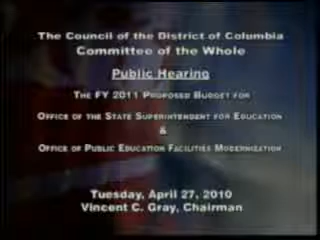 The Council of the District of Columbia
Committee of the Whole
Public Hearing
The FY 2011 Proposed Budget for
Office of the State Superintendent for Education
&
Office of Public Education Facilities Modernization
Tuesday, April 27, 2010
Vincent C. Gray, Chairman